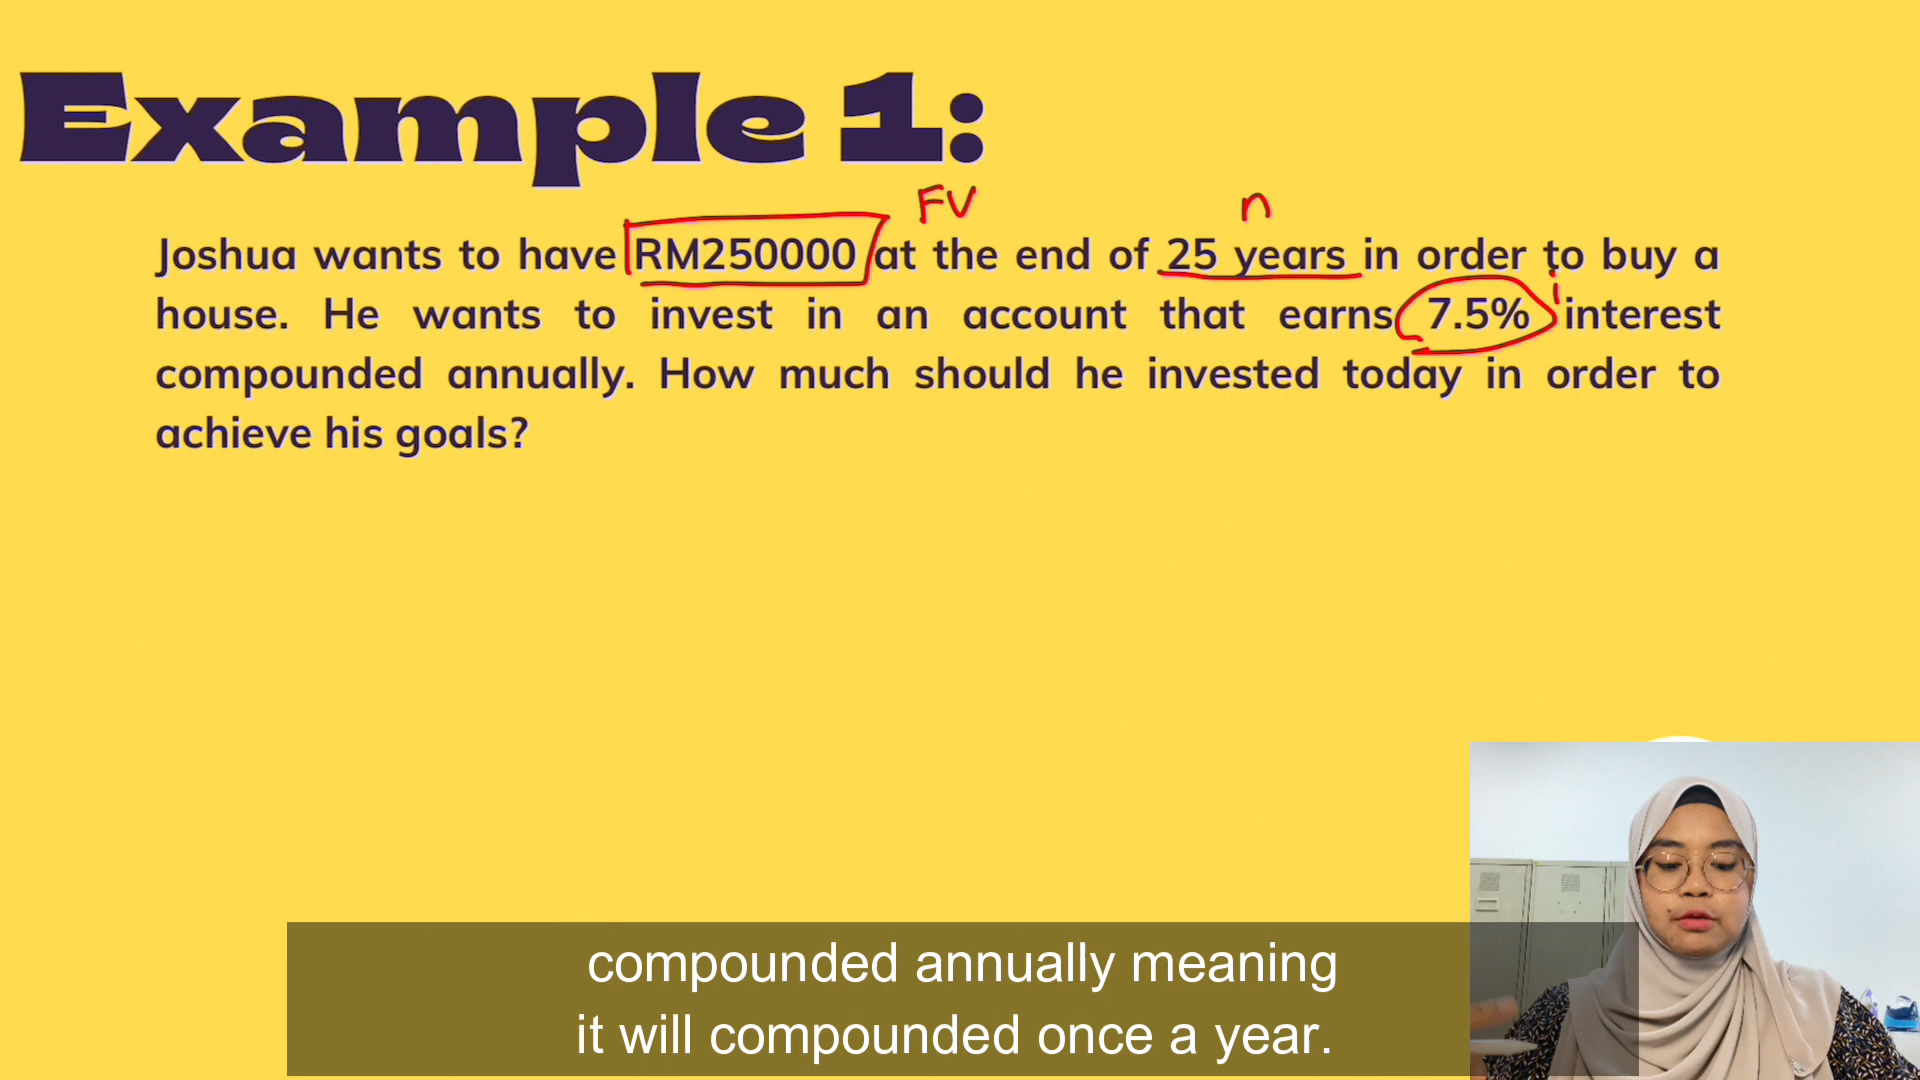 Example 1:
FV n
Joshua wants to have RM250000 at the end of 25 years in order to buy a
i
house. He wants to invest in an account that earns 7.5% interest
compounded annually. How much should he invested today in order to
achieve his goals?
compounded annually meaning
it will compounded once a year.